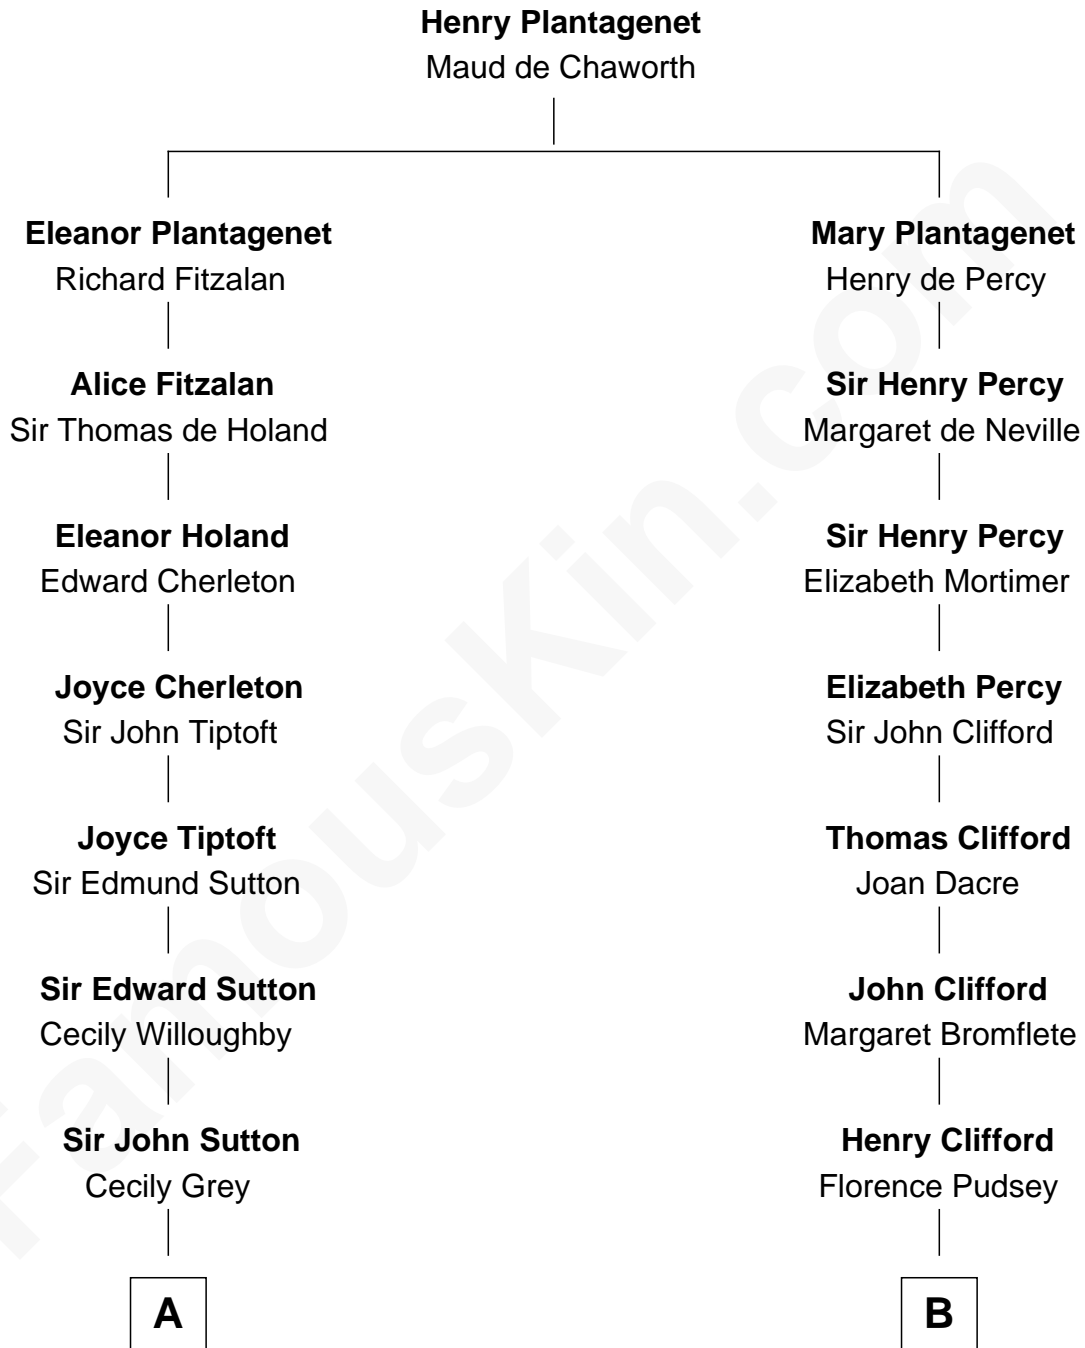 Henry Plantagenet
Maud de Chaworth
Eleanor Plantagenet
Richard Fitzalan
Mary Plantagenet
Henry de Percy
Alice Fitzalan
Sir Thomas de Holand
Sir Henry Percy
Margaret de Neville
Eleanor Holand
Edward Cherleton
Sir Henry Percy
Elizabeth Mortimer
Joyce Cherleton
Sir John Tiptoft
Elizabeth Percy
Sir John Clifford
Joyce Tiptoft
Sir Edmund Sutton
Thomas Clifford
Joan Dacre
Sir Edward Sutton
Cecily Willoughby
John Clifford
Margaret Bromflete
Sir John Sutton
Cecily Grey
Henry Clifford
Florence Pudsey
A
B
FamousKin.com